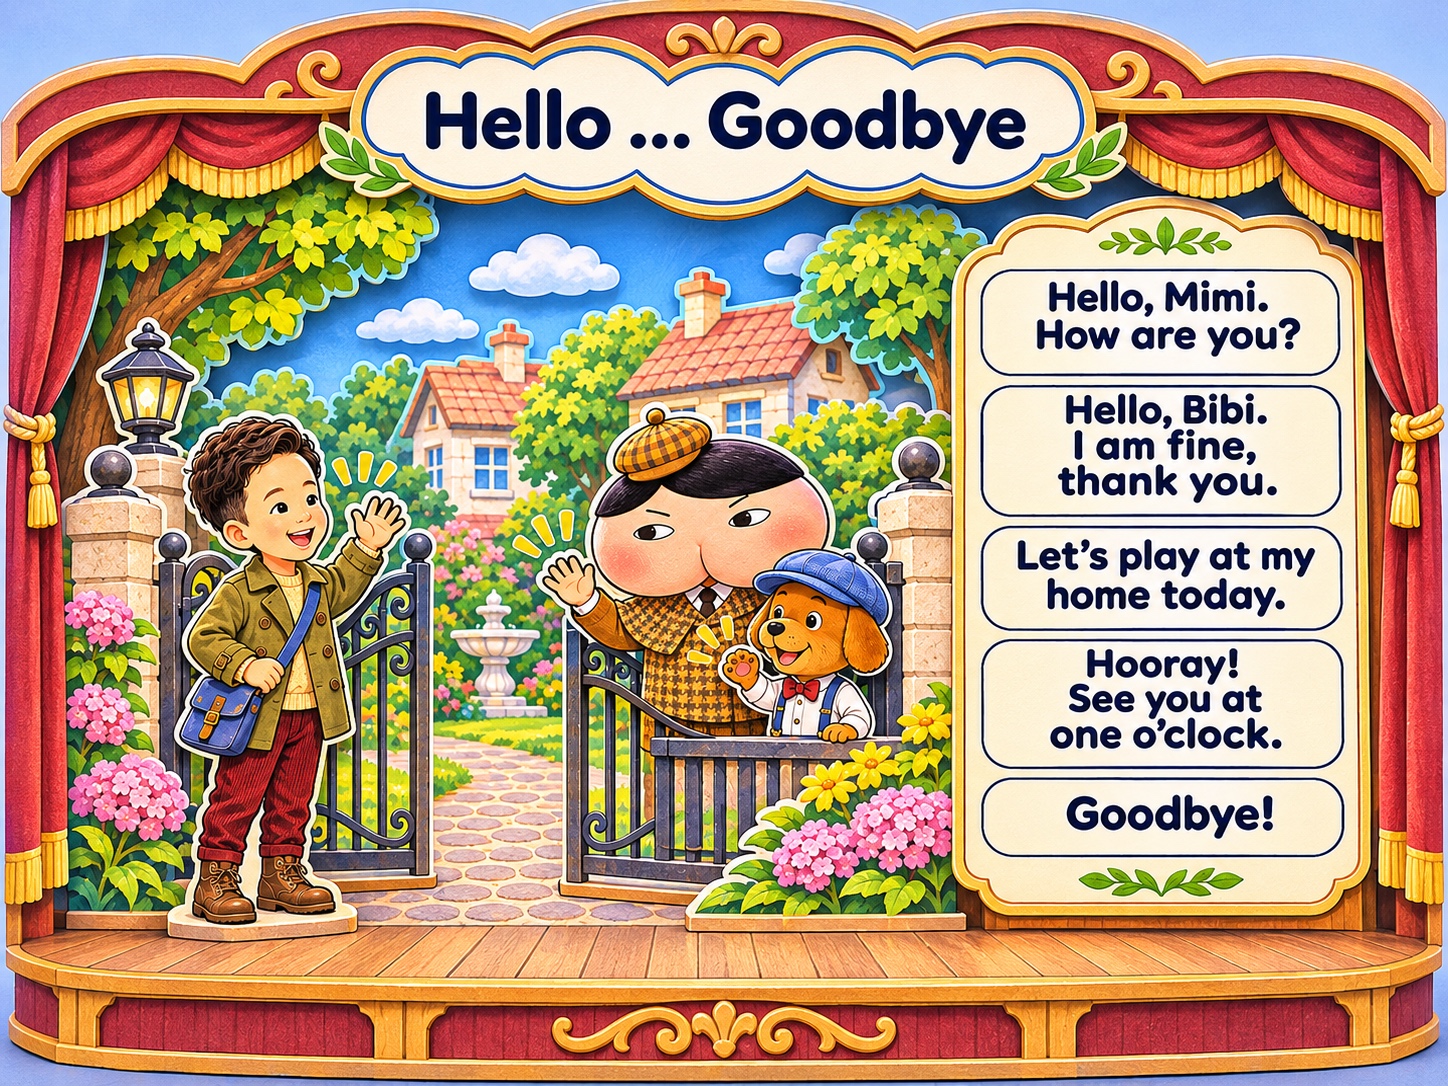 Hello ... Goodbye
Hello, Mimi.
How are you?
Hello, Bibi.
I am fine,
thank you.
Let's play at my
home today.
Hooray!
See you at
one o'clock.
Goodbye!